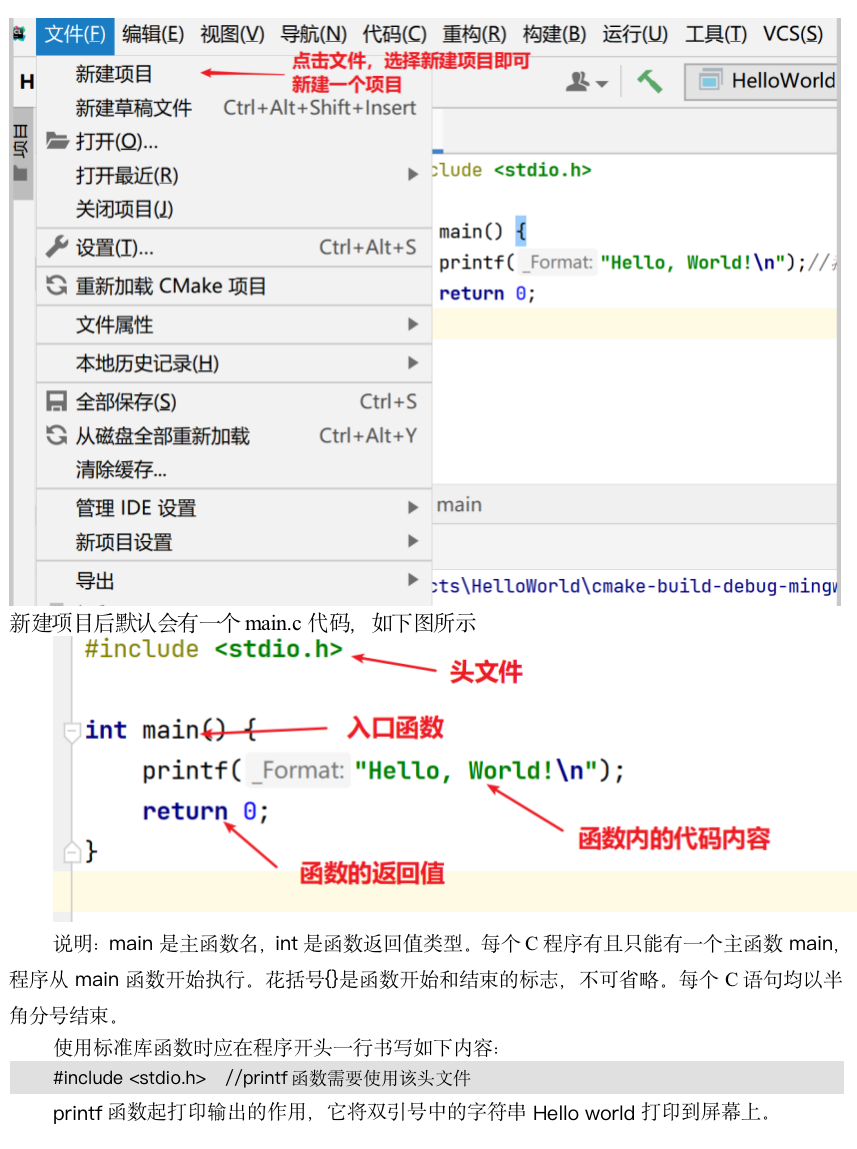 文件(F) 编辑(E) 视图(V) 导航(N) 代码(C) 重构(R) 构建(B) 运行(U) 工具(T) VCS(S)
点击文件，选择新建项目即可
新建一个项目
新建项目
H
HelloWorld
新建草稿文件 Ctrl+Alt+Shift+Insert
项目
打开(O)...
打开最近(R)
clude <stdio.h>
关闭项目(J)
main() {
设置(T)... Ctrl+Alt+S
printf( _Format: "Hello, World!\n");//
重新加载 CMake 项目
return 0;
文件属性
本地历史记录(H)
全部保存(S) Ctrl+S
从磁盘全部重新加载 Ctrl+Alt+Y
清除缓存...
管理 IDE 设置
main
新项目设置
导出
cts\HelloWorld\cmake-build-debug-mingw
新建项目后默认会有一个 main.c 代码，如下图所示
#include <stdio.h>
头文件
int main() {
入口函数
printf( _Format: "Hello, World!\n");
return 0;
函数内的代码内容
}
函数的返回值
说明：main 是主函数名，int 是函数返回值类型。每个 C 程序有且只能有一个主函数 main，
程序从 main 函数开始执行。花括号{}是函数开始和结束的标志，不可省略。每个 C 语句均以半
角分号结束。
使用标准库函数时应在程序开头一行书写如下内容：
#include <stdio.h> //printf 函数需要使用该头文件
printf 函数起打印输出的作用，它将双引号中的字符串 Hello world 打印到屏幕上。